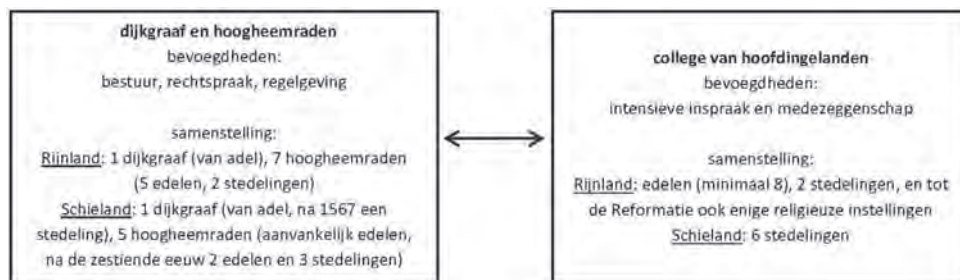 dijkgraaf en hoogheemraden
bevoegdheden:
bestuur, rechtspraak, regelgeving
samenstelling:
Rijnland: 1 dijkgraaf (van adel), 7 hoogheemraden
(5 edelen, 2 stedelingen)
Schieland: 1 dijkgraaf (van adel, na 1567 een
stedeling), 5 hoogheemraden (aanvankelijk edelen,
na de zestiende eeuw 2 edelen en 3 stedelingen)
college van hoofdingelanden
bevoegdheden:
intensieve inspraak en medezeggenschap
samenstelling:
Rijnland: edelen (minimaal 8), 2 stedelingen, en tot
de Reformatie ook enige religieuze instellingen
Schieland: 6 stedelingen